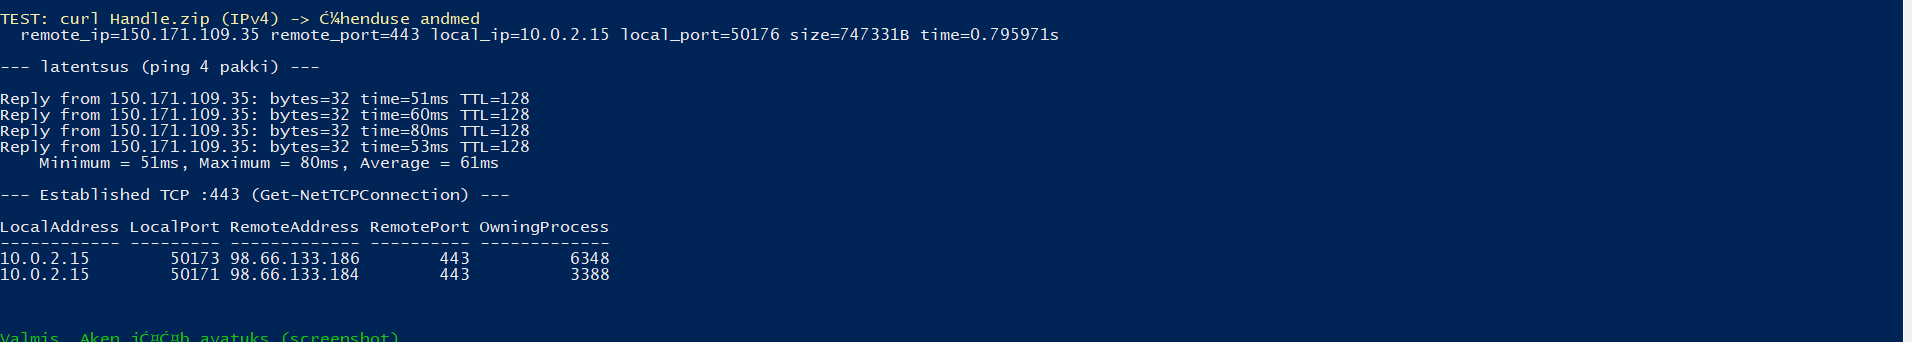 TEST: curl Handle.zip (IPv4) -> Ć¼henduse andmed
remote_ip=150.171.109.35 remote_port=443 local_ip=10.0.2.15 local_port=50176 size=747331B time=0.795971s
--- latentsus (ping 4 pakki) ---
Reply from 150.171.109.35: bytes=32 time=51ms TTL=128
Reply from 150.171.109.35: bytes=32 time=60ms TTL=128
Reply from 150.171.109.35: bytes=32 time=80ms TTL=128
Reply from 150.171.109.35: bytes=32 time=53ms TTL=128
Minimum = 51ms, Maximum = 80ms, Average = 61ms
--- Established TCP :443 (Get-NetTCPConnection) ---
LocalAddress LocalPort RemoteAddress RemotePort OwningProcess
------------ --------- ------------- ---------- -------------
10.0.2.15 50173 98.66.133.186 443 6348
10.0.2.15 50171 98.66.133.184 443 3388
Valmis. Aken jĆ¤Ć¤b avatuks (screenshot)